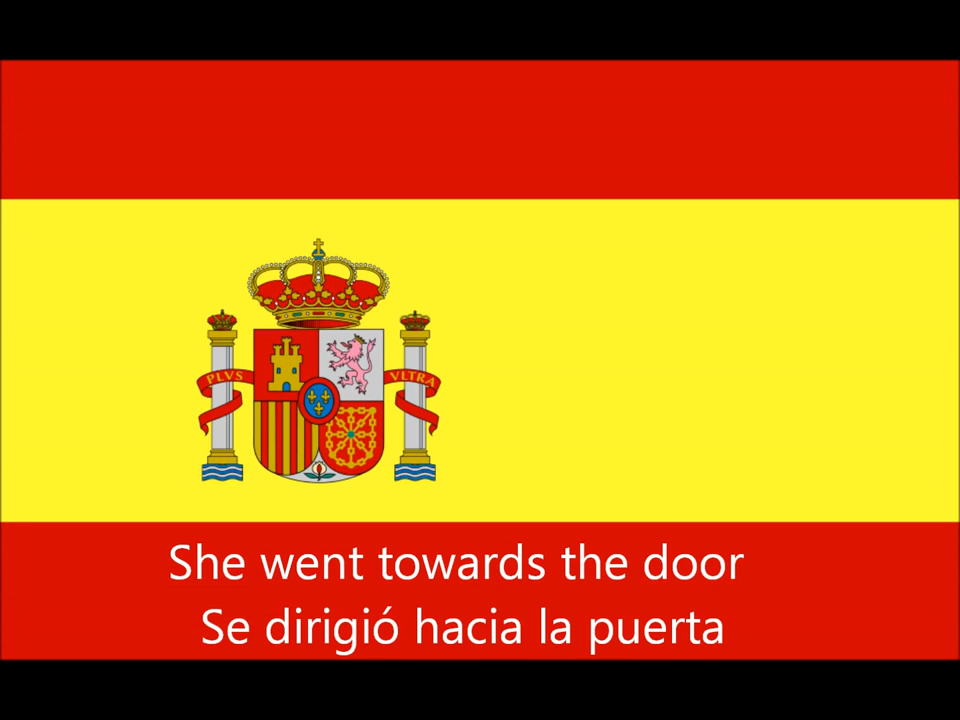 PLVS VLTRA
She went towards the door
Se dirigió hacia la puerta